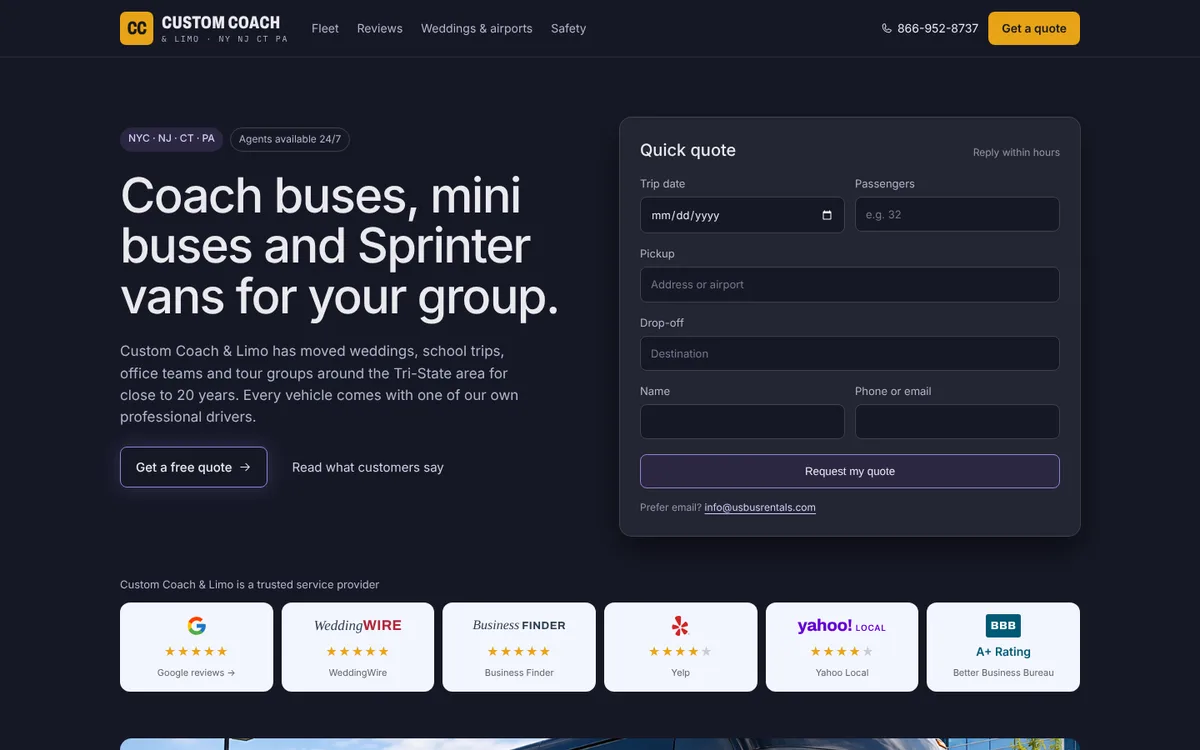 CC
CUSTOM COACH
& LIMO · NY NJ CT PA
Fleet
Reviews
Weddings & airports
Safety
866-952-8737
Get a quote
NYC · NJ · CT · PA
Agents available 24/7
Coach buses, mini
buses and Sprinter
vans for your group.
Custom Coach & Limo has moved weddings, school trips,
office teams and tour groups around the Tri-State area for
close to 20 years. Every vehicle comes with one of our own
professional drivers.
Get a free quote →
Read what customers say
Quick quote
Reply within hours
Trip date
Passengers
mm/dd/yyyy
e.g. 32
Pickup
Address or airport
Drop-off
Destination
Name
Phone or email
Request my quote
Prefer email? info@usbusrentals.com
Custom Coach & Limo is a trusted service provider
G
★★★★★
Google reviews →
WeddingWIRE
★★★★★
WeddingWire
Business FINDER
★★★★★
Business Finder
★★★★★
Yelp
yahoo! LOCAL
★★★★★
Yahoo Local
BBB
A+ Rating
Better Business Bureau